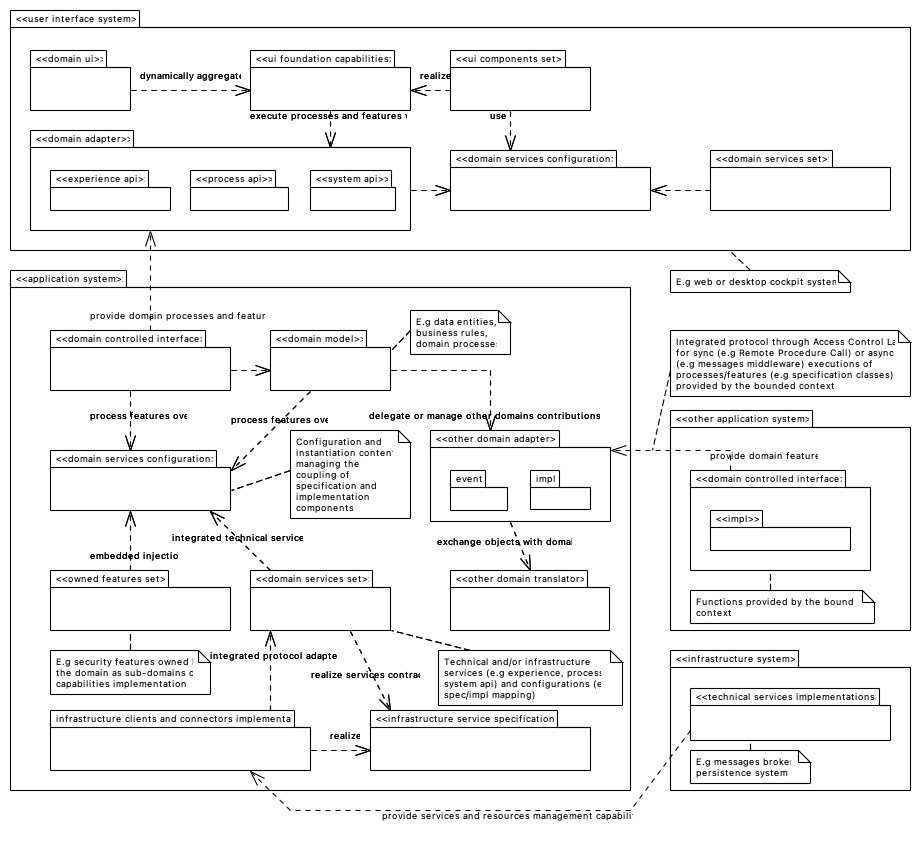 <<user interface system>
<<domain ui>>
<<ui foundation capabilities:
<<ui components set>
dynamically aggregate
realize
execute processes and features
use
<<domain adapter>>
<<experience api>
<<process api>>
<<system api>>
<<domain services configuration:
<<domain services set>
<<application system>
E.g web or desktop cockpit system
provide domain processes and featur
<<domain controlled interface:
<<domain model>>
E.g data entities,
business rules,
domain processes
Integrated protocol through Access Control La
for sync (e.g Remote Procedure Call) or async
(e.g messages middleware) executions of
processes/features (e.g specification classes)
provided by the bounded context
process features ove
process features ove
delegate or manage other domains contributions
<<other application system>
<<domain services configuration:
Configuration and
instantiation conten
managing the
coupling of
specification and
implementation
components
<<other domain adapter>
event
impl
provide domain feature
<<domain controlled interface:
<<impl>>
embedded injectio
integrated technical service
exchange objects with domai
<<owned features set>
<<domain services set>
<<other domain translator>
Functions provided by the bound
context
E.g security features owned
the domain as sub-domains c
capabilities implementation
integrated protocol adapte
realize services contrac
Technical and/or infrastructure
services (e.g experience, process
system api) and configurations (e
spec/impl mapping)
<<infrastructure system>
<<technical services implementations:
infrastructure clients and connectors implementa
<<infrastructure service specification
realize
E.g messages broke
persistence system
provide services and resources management capabili